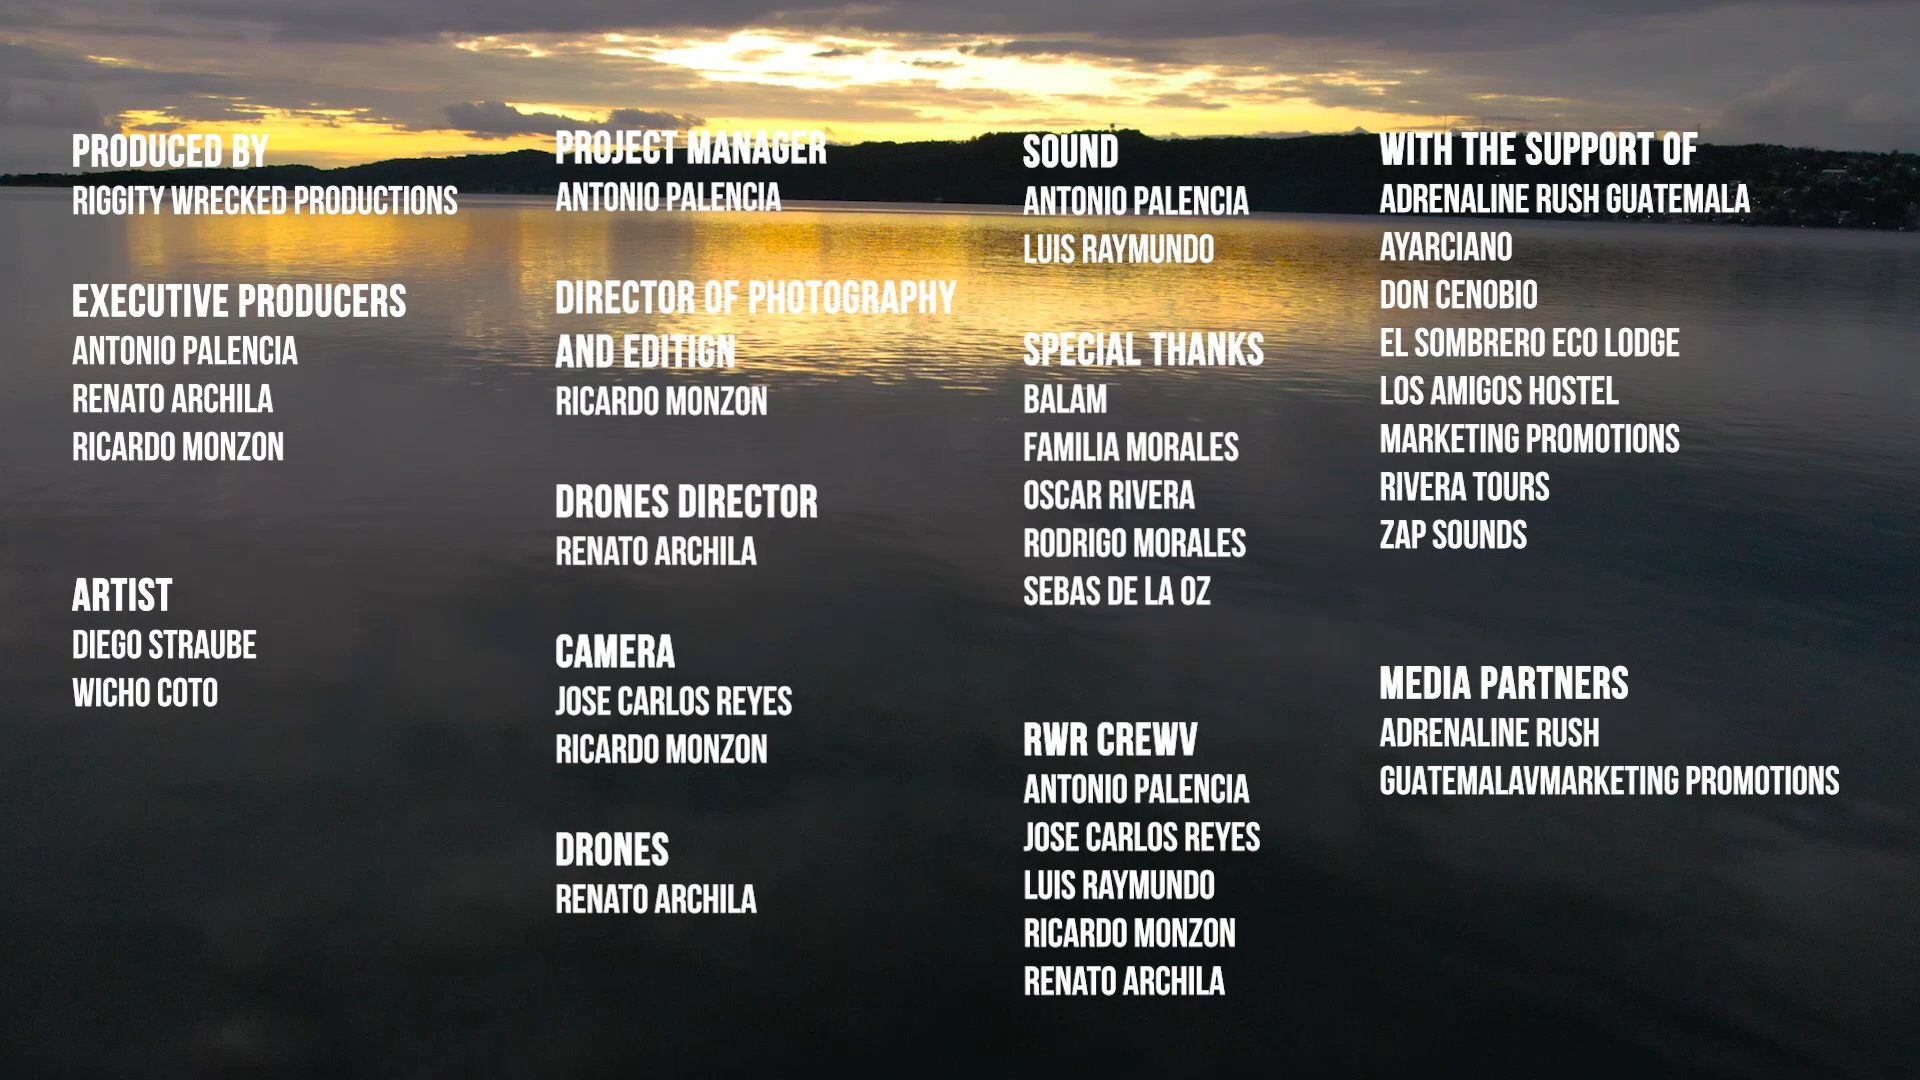 PRODUCED BY
RIGGITY WRECKED PRODUCTIONS
EXECUTIVE PRODUCERS
ANTONIO PALENCIA
RENATO ARCHILA
RICARDO MONZON
ARTIST
DIEGO STRAUBE
WICHO COTO
PROJECT MANAGER
ANTONIO PALENCIA
DIRECTOR OF PHOTOGRAPHY
AND EDITIGN
RICARDO MONZON
DRONES DIRECTOR
RENATO ARCHILA
CAMERA
JOSE CARLOS REYES
RICARDO MONZON
DRONES
RENATO ARCHILA
SOUND
ANTONIO PALENCIA
LUIS RAYMUNDO
SPECIAL THANKS
BALAM
FAMILIA MORALES
OSCAR RIVERA
RODRIGO MORALES
SEBAS DE LA OZ
RWR CREWV
ANTONIO PALENCIA
JOSE CARLOS REYES
LUIS RAYMUNDO
RICARDO MONZON
RENATO ARCHILA
WITH THE SUPPORT OF
ADRENALINE RUSH GUATEMALA
AYARCIANO
DON CENOBIO
EL SOMBRERO ECO LODGE
LOS AMIGOS HOSTEL
MARKETING PROMOTIONS
RIVERA TOURS
ZAP SOUNDS
MEDIA PARTNERS
ADRENALINE RUSH
GUATEMALAVMARKETING PROMOTIONS